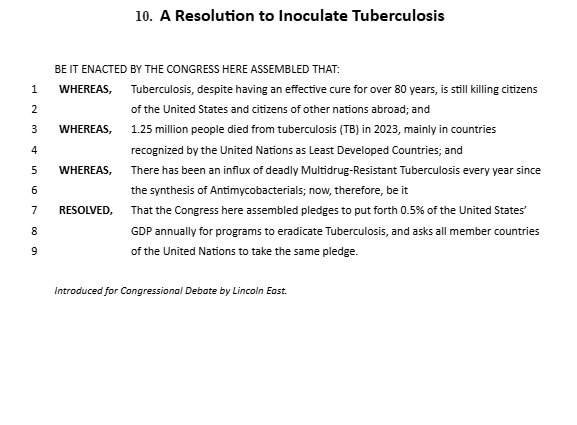 10. A Resolution to Inoculate Tuberculosis
BE IT ENACTED BY THE CONGRESS HERE ASSEMBLED THAT:
1 WHEREAS, Tuberculosis, despite having an effective cure for over 80 years, is still killing citizens
2 of the United States and citizens of other nations abroad; and
3 WHEREAS, 1.25 million people died from tuberculosis (TB) in 2023, mainly in countries
4 recognized by the United Nations as Least Developed Countries; and
5 WHEREAS, There has been an influx of deadly Multidrug-Resistant Tuberculosis every year since
6 the synthesis of Antimycobacterials; now, therefore, be it
7 RESOLVED, That the Congress here assembled pledges to put forth 0.5% of the United States'
8 GDP annually for programs to eradicate Tuberculosis, and asks all member countries
9 of the United Nations to take the same pledge.
Introduced for Congressional Debate by Lincoln East.